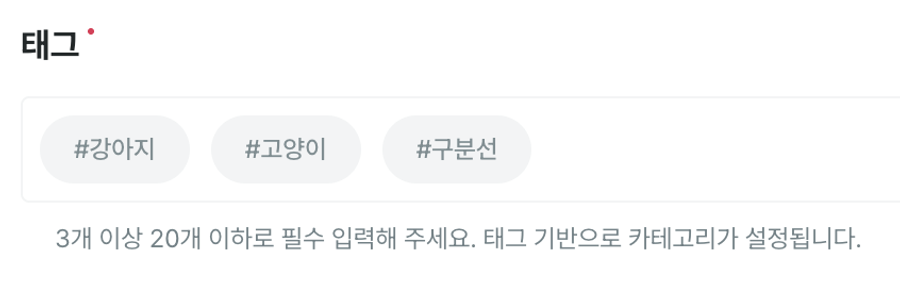 태그
#강아지 #고양이 #구분선
3개 이상 20개 이하로 필수 입력해 주세요. 태그 기반으로 카테고리가 설정됩니다.